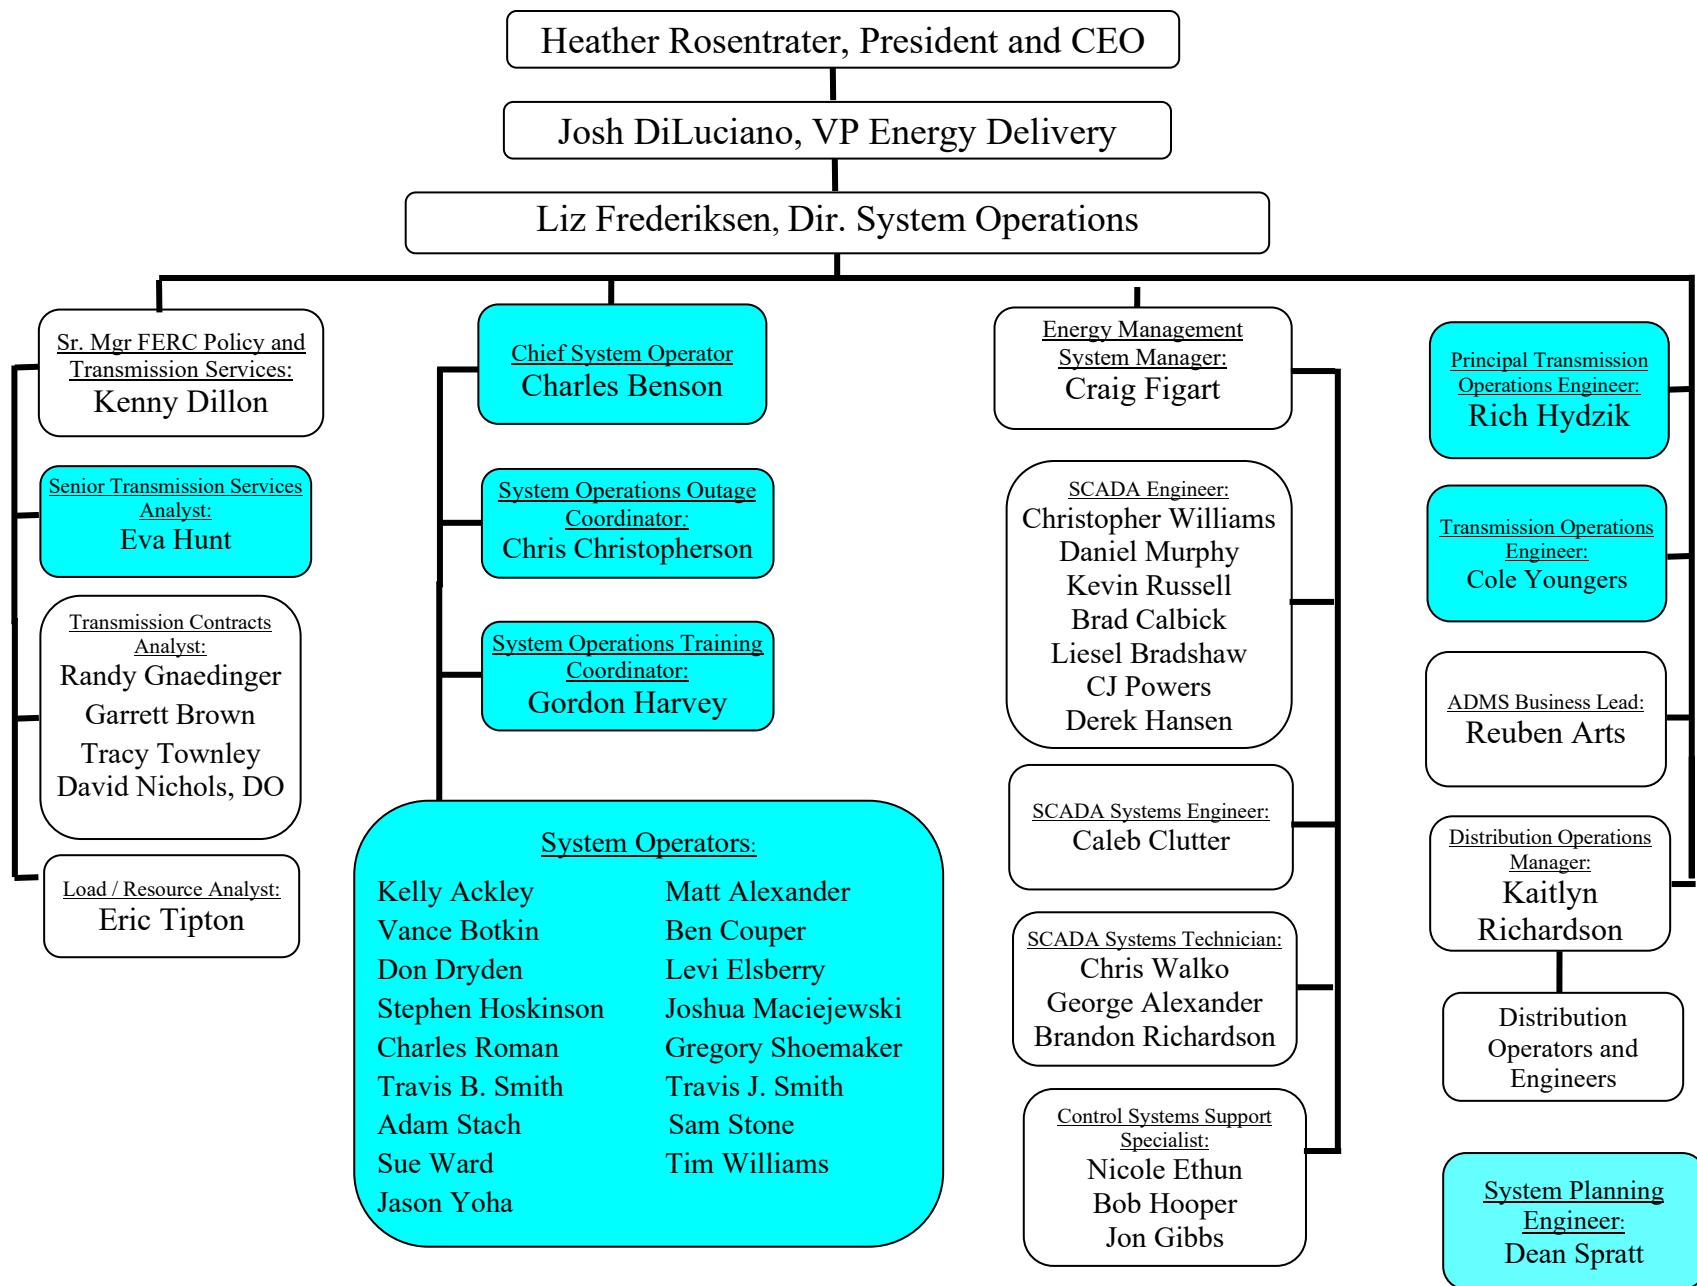 Heather Rosentrater, President and CEO
Josh DiLuciano, VP Energy Delivery
Liz Frederiksen, Dir. System Operations
Sr. Mgr FERC Policy and
Transmission Services:
Kenny Dillon
Senior Transmission Services
Analyst:
Eva Hunt
Transmission Contracts
Analyst:
Randy Gnaedinger
Garrett Brown
Tracy Townley
David Nichols, DO
Load / Resource Analyst:
Eric Tipton
Chief System Operator
Charles Benson
System Operations Outage
Coordinator:
Chris Christopherson
System Operations Training
Coordinator:
Gordon Harvey
System Operators:
Kelly Ackley Matt Alexander
Vance Botkin Ben Couper
Don Dryden Levi Elsberry
Stephen Hoskinson Joshua Maciejewski
Charles Roman Gregory Shoemaker
Travis B. Smith Travis J. Smith
Adam Stach Sam Stone
Sue Ward Tim Williams
Jason Yoha
Energy Management
System Manager:
Craig Figart
SCADA Engineer:
Christopher Williams
Daniel Murphy
Kevin Russell
Brad Calbick
Liesel Bradshaw
CJ Powers
Derek Hansen
SCADA Systems Engineer:
Caleb Clutter
SCADA Systems Technician:
Chris Walko
George Alexander
Brandon Richardson
Control Systems Support
Specialist:
Nicole Ethun
Bob Hooper
Jon Gibbs
Principal Transmission
Operations Engineer:
Rich Hydzik
Transmission Operations
Engineer:
Cole Youngers
ADMS Business Lead:
Reuben Arts
Distribution Operations
Manager:
Kaitlyn
Richardson
Distribution
Operators and
Engineers
System Planning
Engineer:
Dean Spratt